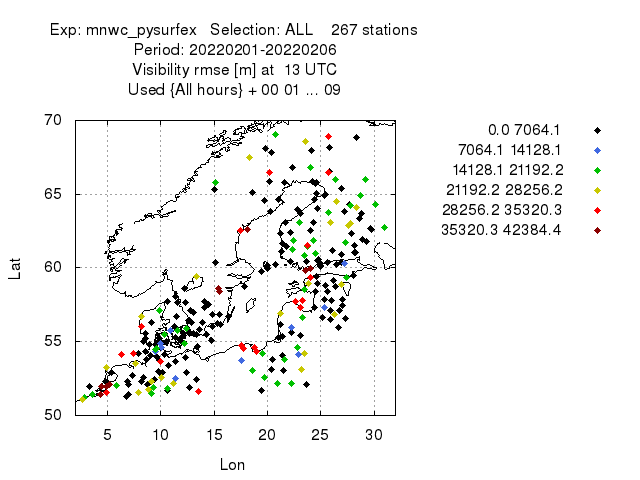 Exp: mnwc_pysurfex Selection: ALL 267 stations
Period: 20220201-20220206
Visibility rmse [m] at 13 UTC
Used {All hours} + 00 01 ... 09
70
65
60
55
50
Lat
5 10 15 20 25 30
Lon
0.0 7064.1
7064.1 14128.1
14128.1 21192.2
21192.2 28256.2
28256.2 35320.3
35320.3 42384.4